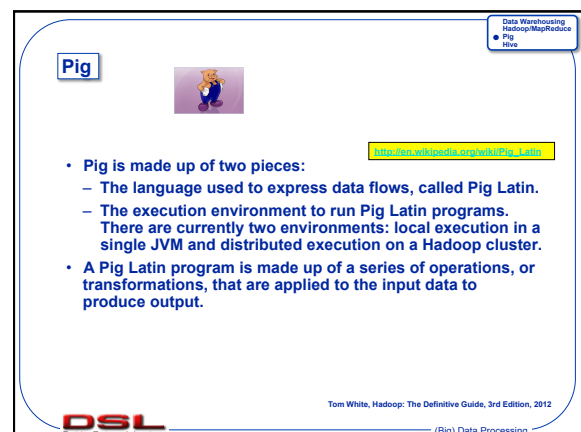 Data Warehousing
Hadoop/MapReduce
● Pig
Hive
Pig
http://en.wikipedia.org/wiki/Pig_Latin
• Pig is made up of two pieces:
– The language used to express data flows, called Pig Latin.
– The execution environment to run Pig Latin programs.
There are currently two environments: local execution in a
single JVM and distributed execution on a Hadoop cluster.
• A Pig Latin program is made up of a series of operations, or
transformations, that are applied to the input data to
produce output.
Tom White, Hadoop: The Definitive Guide, 3rd Edition, 2012
DSL
(Big) Data Processing